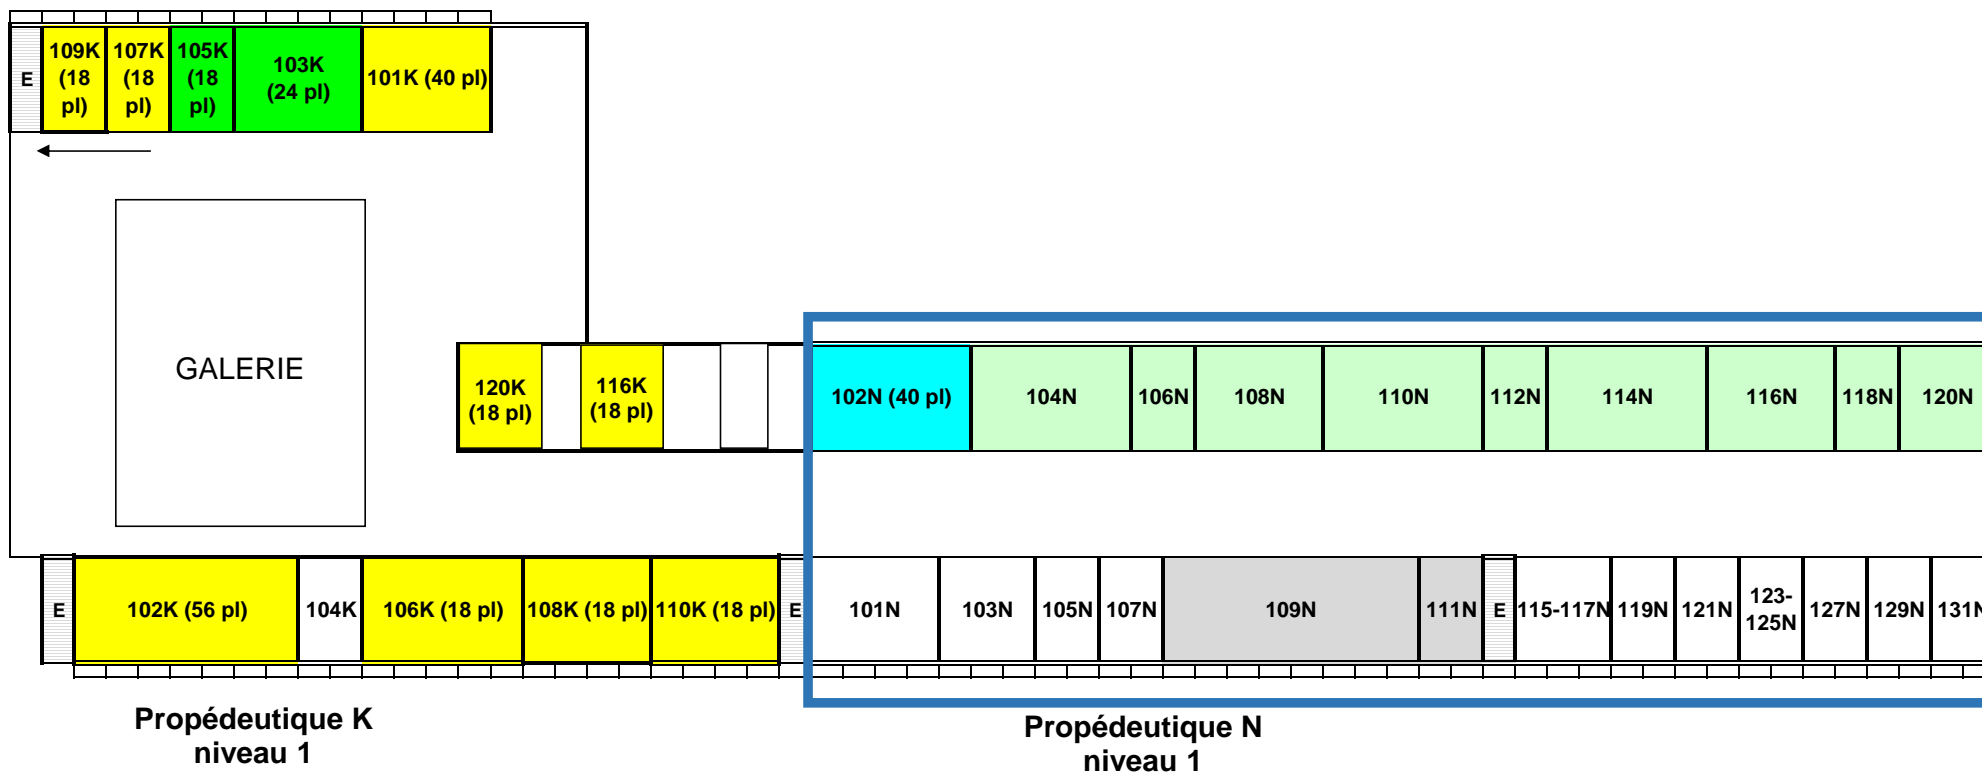 E
109K
(18
pl)
107K
(18
pl)
105K
(18
pl)
103K
(24 pl)
101K (40 pl)
GALERIE
120K
(18 pl)
116K
(18 pl)
102N (40 pl)
104N
106N
108N
110N
112N
114N
116N
118N
120N
E
102K (56 pl)
104K
106K (18 pl)
108K (18 pl)
110K (18 pl)
E
101N
103N
105N
107N
109N
111N
E
115-117N
119N
121N
123-
125N
127N
129N
131N
Propédeutique K
niveau 1
Propédeutique N
niveau 1